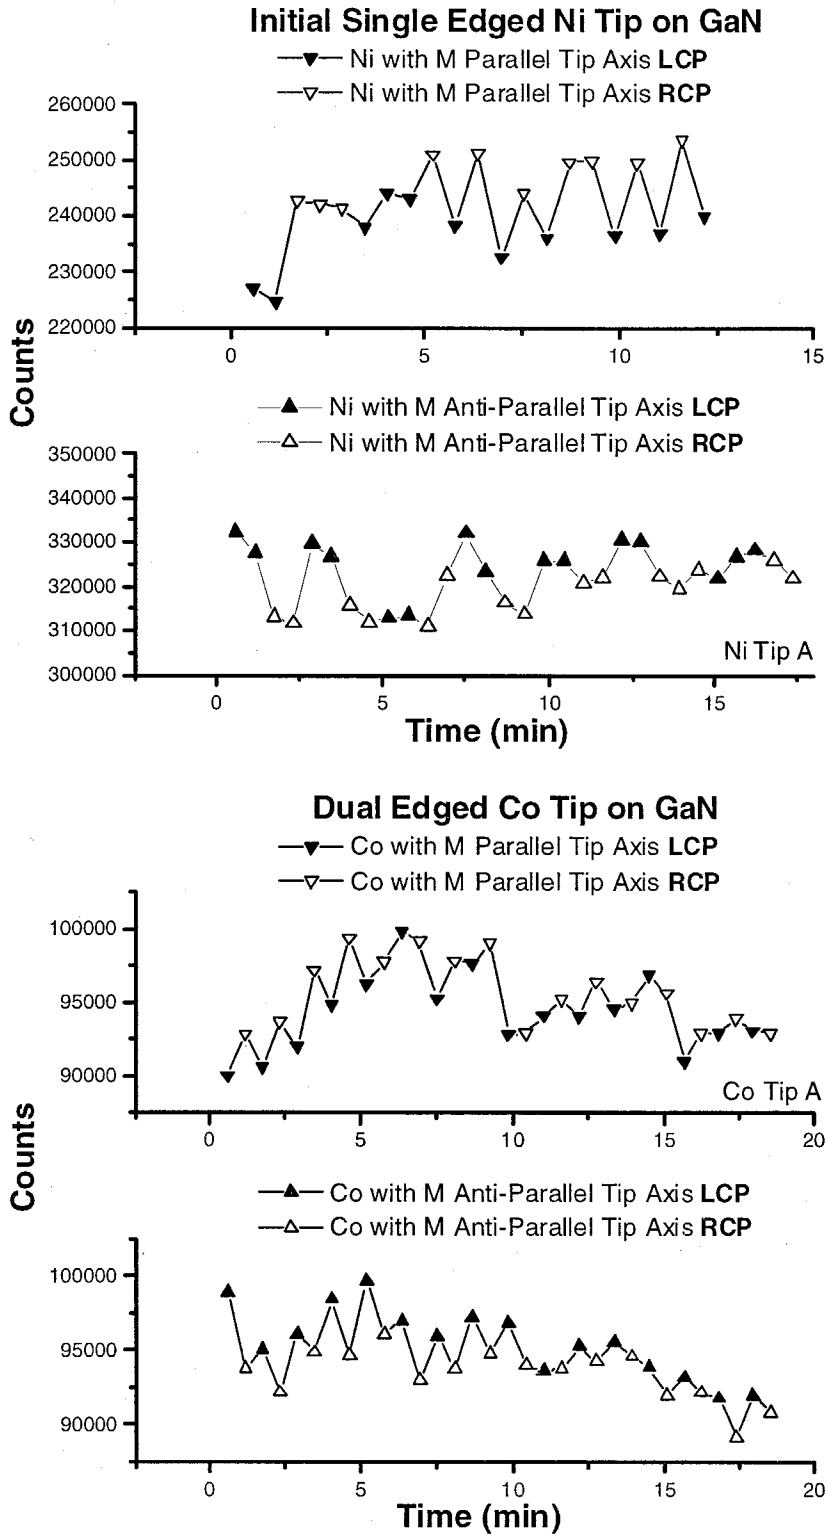 Initial Single Edged Ni Tip on GaN
Ni with M Parallel Tip Axis LCP
Ni with M Parallel Tip Axis RCP
260000
250000
240000
230000
220000
0 5 10 15
Counts
Ni with M Anti-Parallel Tip Axis LCP
Ni with M Anti-Parallel Tip Axis RCP
350000
340000
330000
320000
310000
300000
Ni Tip A
0 5 10 15
Time (min)
Dual Edged Co Tip on GaN
Co with M Parallel Tip Axis LCP
Co with M Parallel Tip Axis RCP
100000
95000
90000
Co Tip A
0 5 10 15 20
Counts
Co with M Anti-Parallel Tip Axis LCP
Co with M Anti-Parallel Tip Axis RCP
100000
95000
90000
0 5 10 15 20
Time (min)